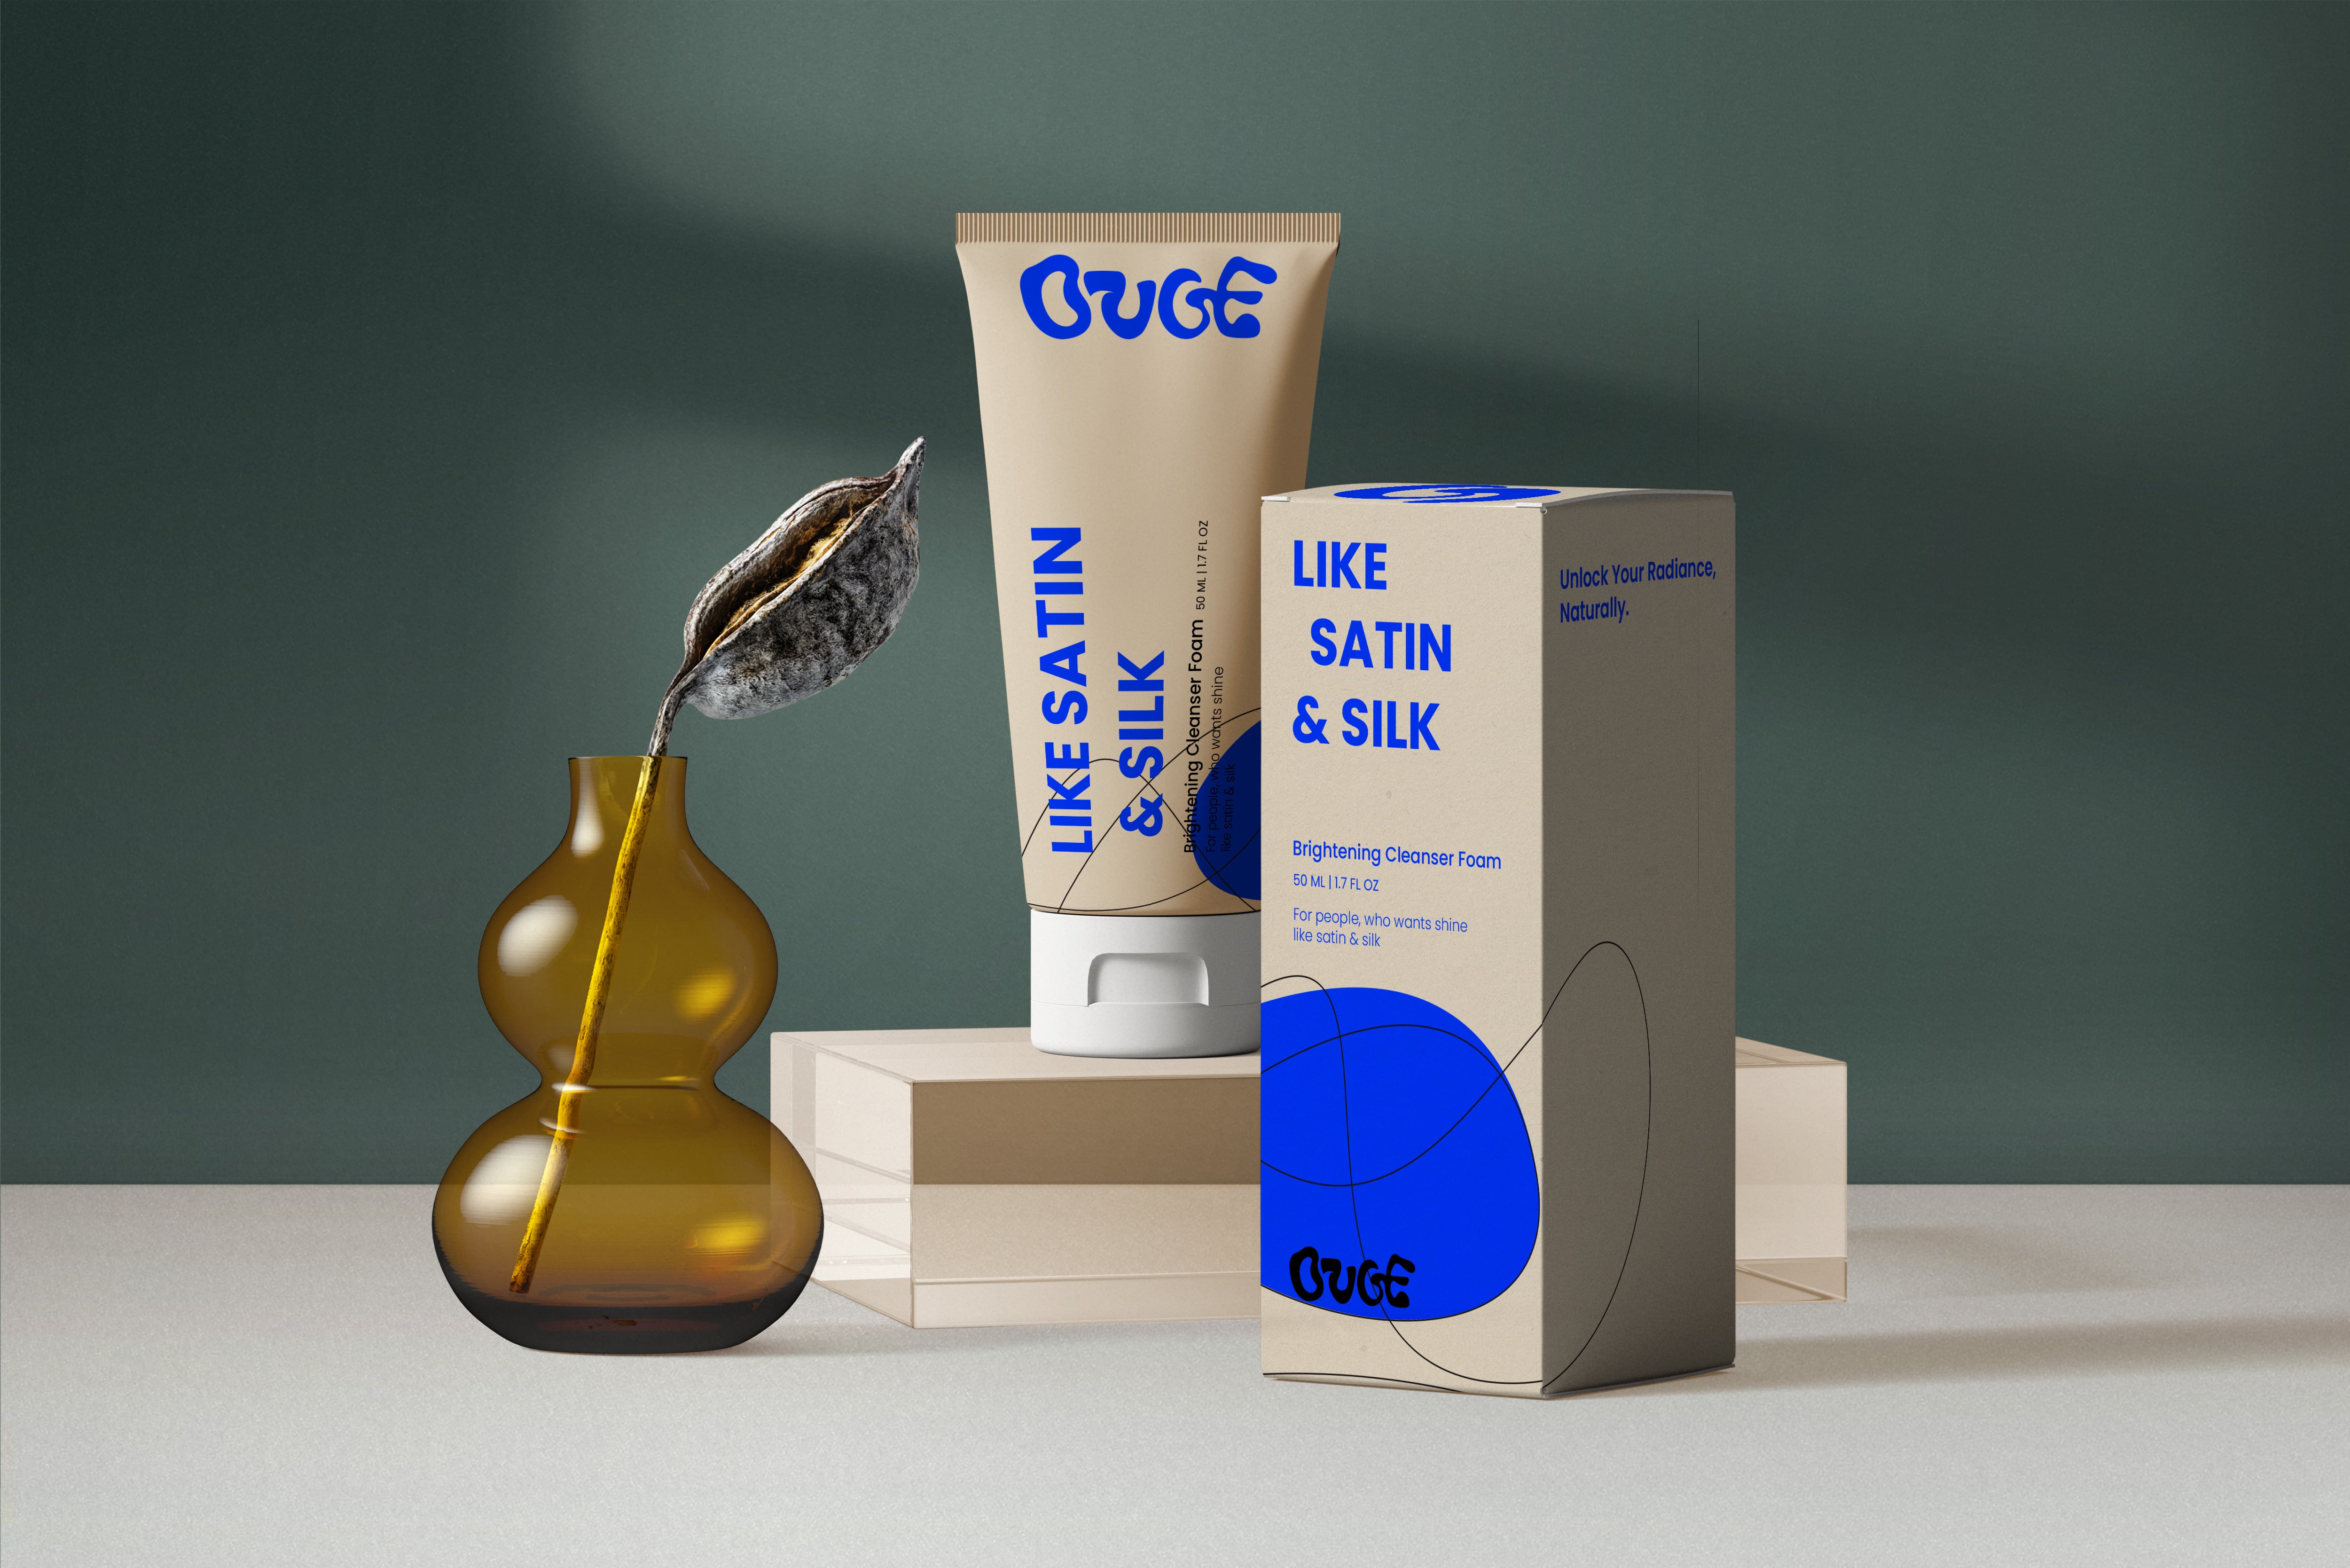 OUGE
LIKE SATIN
& SILK
Brightening Cleanser Foam 50 ML | 1.7 FL OZ
For people, who wants shine
like satin & silk
LIKE
SATIN
& SILK
Brightening Cleanser Foam
50 ML | 1.7 FL OZ
For people, who wants shine
like satin & silk
OUGE
Unlock Your Radiance,
Naturally.